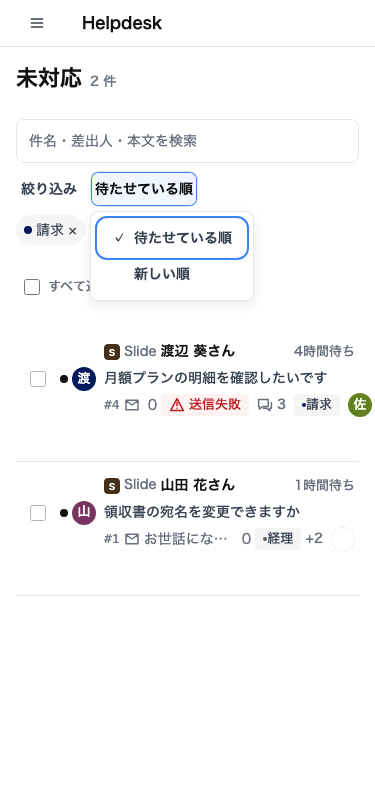 Helpdesk
未対応 2 件
件名・差出人・本文を検索
絞り込み 待たせている順
請求 ×
✓ 待たせている順
新しい順
すべて
S Slide 渡辺 葵さん 4時間待ち
渡 月額プランの明細を確認したいです
#4 0 送信失敗 3 •請求 佐
S Slide 山田 花さん 1時間待ち
山 領収書の宛名を変更できますか
#1 お世話にな… 0 •経理 +2